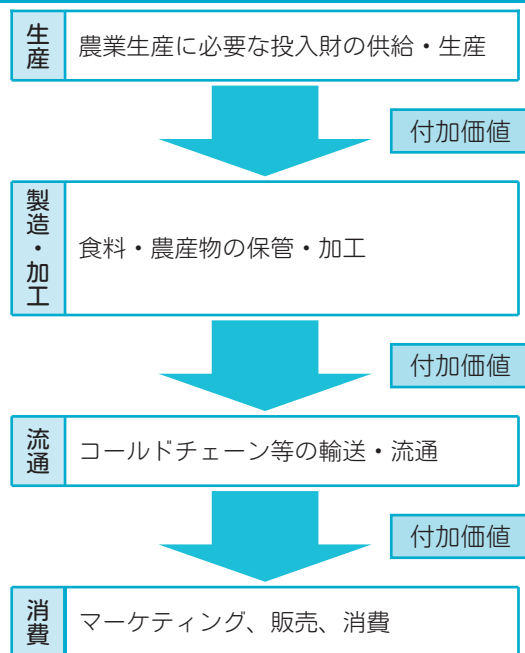 生産
農業生産に必要な投入財の供給・生産
付加価値
製造・加工
食料・農産物の保管・加工
付加価値
流通
コールドチェーン等の輸送・流通
付加価値
消費
マーケティング、販売、消費